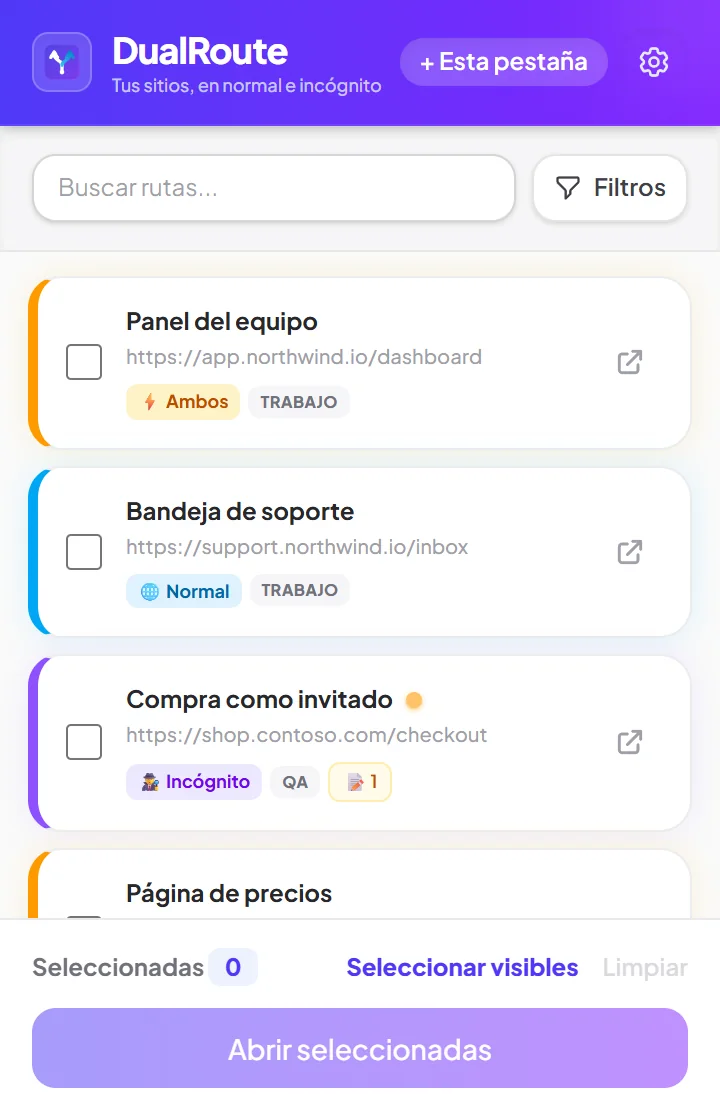 DualRoute
Tus sitios, en normal e incógnito
+ Esta pestaña
Buscar rutas...
Filtros
Panel del equipo
https://app.northwind.io/dashboard
Ambos
TRABAJO
Bandeja de soporte
https://support.northwind.io/inbox
Normal
TRABAJO
Compra como invitado
https://shop.contoso.com/checkout
Incógnito
QA
1
Página de precios
Seleccionadas 0
Seleccionar visibles
Limpiar
Abrir seleccionadas